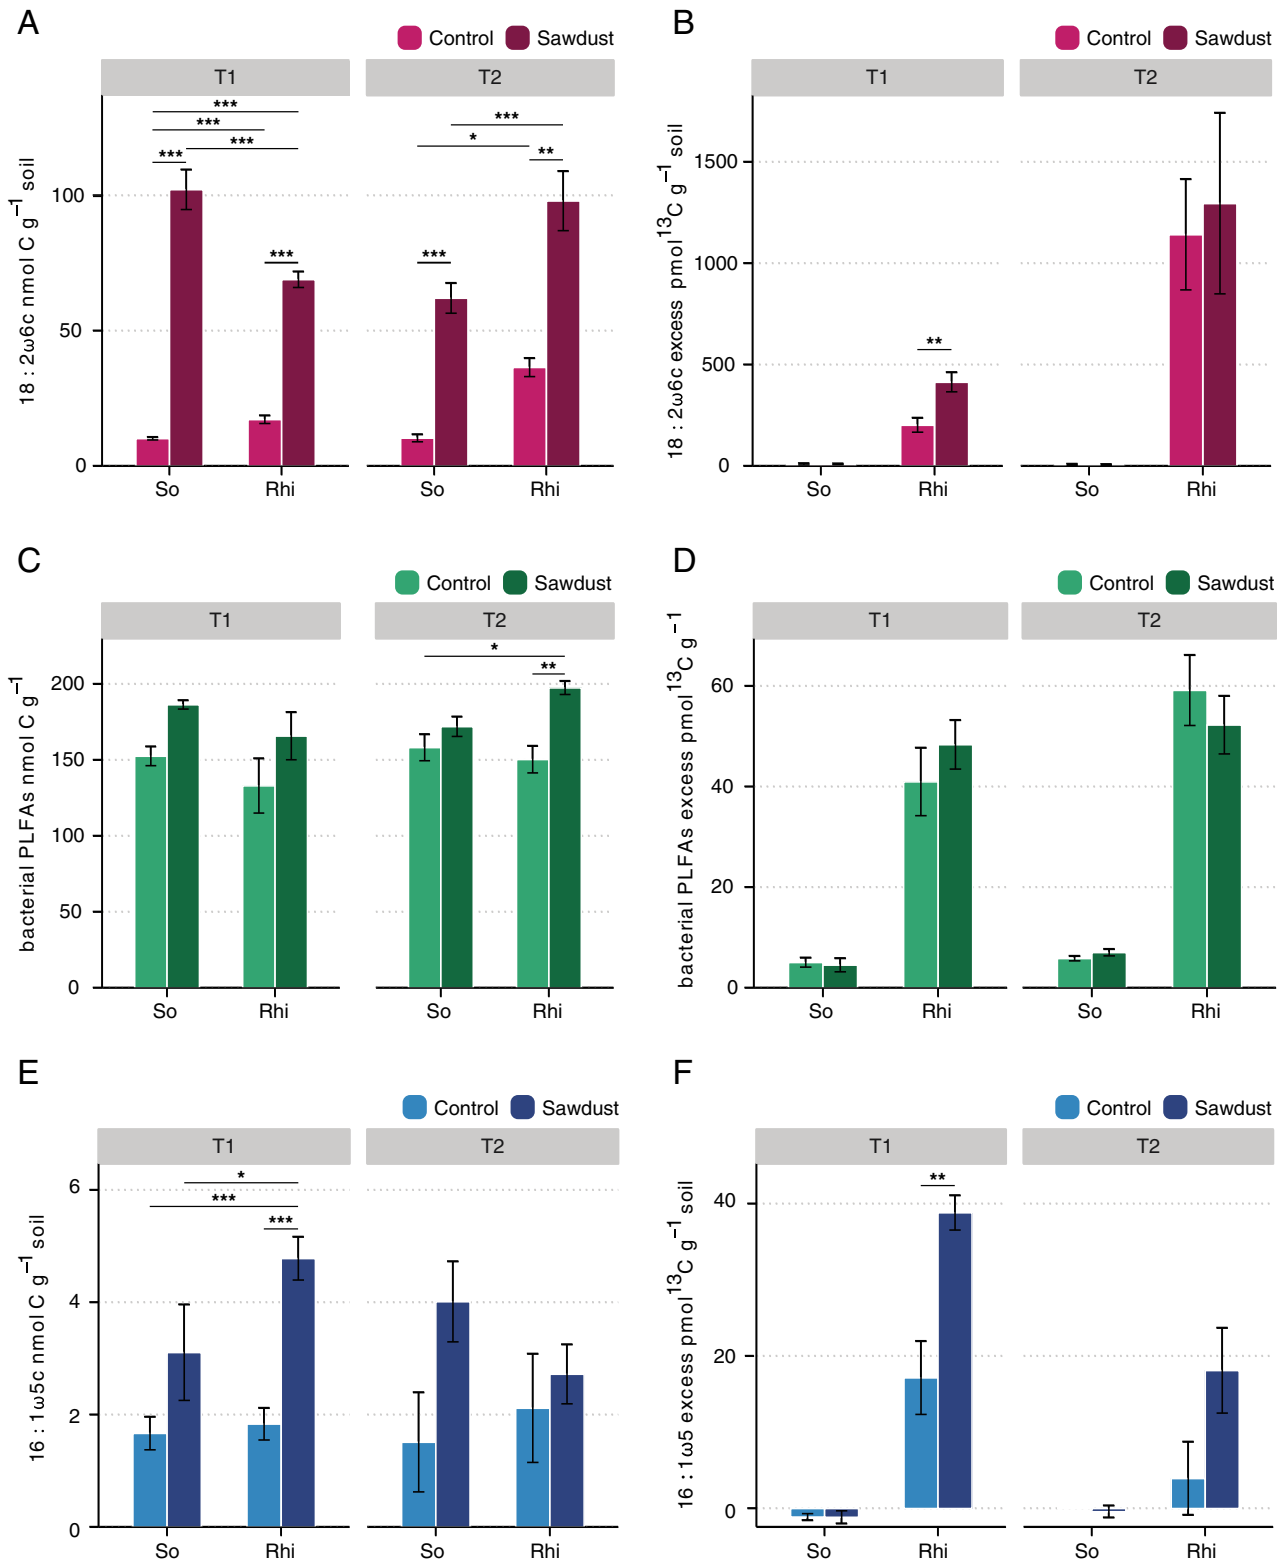 A
Control Sawdust
T1 T2
18 : 2ω6c nmol C g⁻¹ soil
100
50
0
*** *** *** *** ***
*** * ** ***
So Rhi So Rhi
B
Control Sawdust
T1 T2
18 : 2ω6c excess pmol ¹³C g⁻¹ soil
1500
1000
500
0
**
So Rhi So Rhi
C
Control Sawdust
T1 T2
bacterial PLFAs nmol C g⁻¹
200
150
100
50
0
* **
So Rhi So Rhi
D
Control Sawdust
T1 T2
bacterial PLFAs excess pmol ¹³C g⁻¹
60
40
20
0
So Rhi So Rhi
E
Control Sawdust
T1 T2
16 : 1ω5c nmol C g⁻¹ soil
6
4
2
0
* *** ***
So Rhi So Rhi
F
Control Sawdust
T1 T2
16 : 1ω5 excess pmol ¹³C g⁻¹ soil
40
20
0
**
So Rhi So Rhi